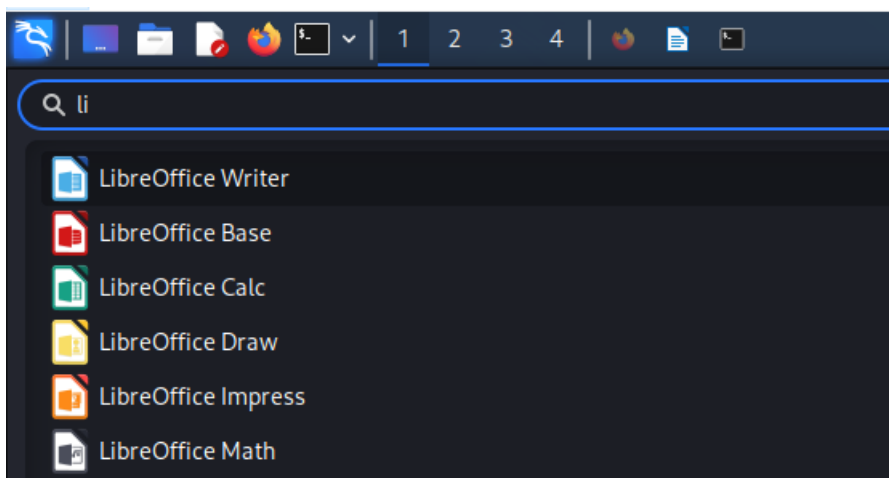 1 2 3 4
li
LibreOffice Writer
LibreOffice Base
LibreOffice Calc
LibreOffice Draw
LibreOffice Impress
LibreOffice Math